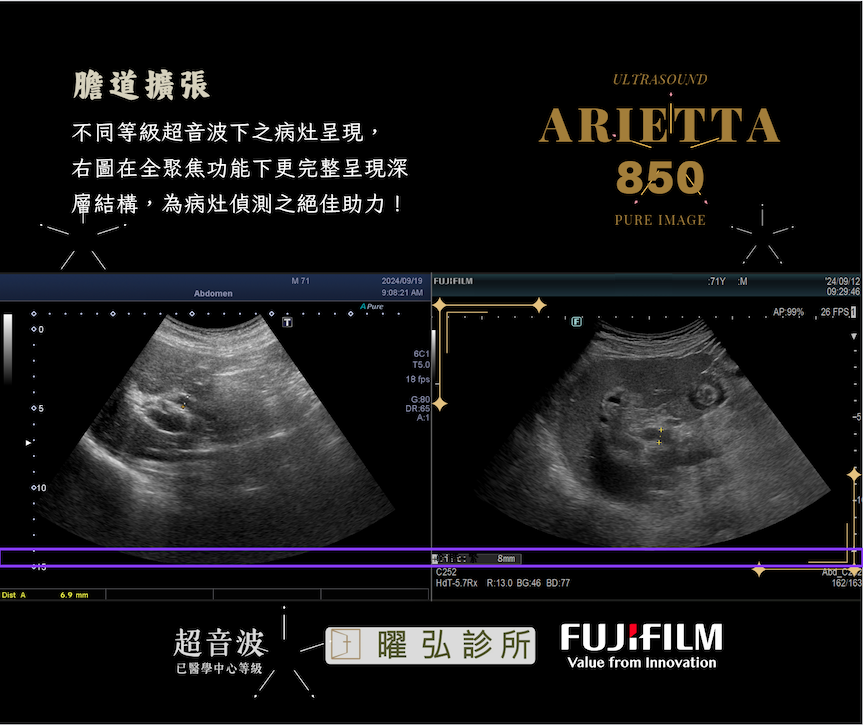 膽道擴張
不同等級超音波下之病灶呈現，
右圖在全聚焦功能下更完整呈現深
層結構，為病灶偵測之絕佳助力！
ULTRASOUND
ARIETTA
850
PURE IMAGE
M 71
2024/09/19
Abdomen
9:08:21 AM
APure
T
0
5
10
15
6C1
T5.0
18 fps
G:80
DR:65
A:1
Dist A 6.9 mm
FUJIFILM
:71Y :M
'24/09/12
09:29:46
AP:99% 26 FPS
F
5
8mm
C252
HdT-5.7Rx R:13.0 BG:46 BD:77
162/163
超音波
已醫學中心等級
曜弘診所
FUJIFILM
Value from Innovation